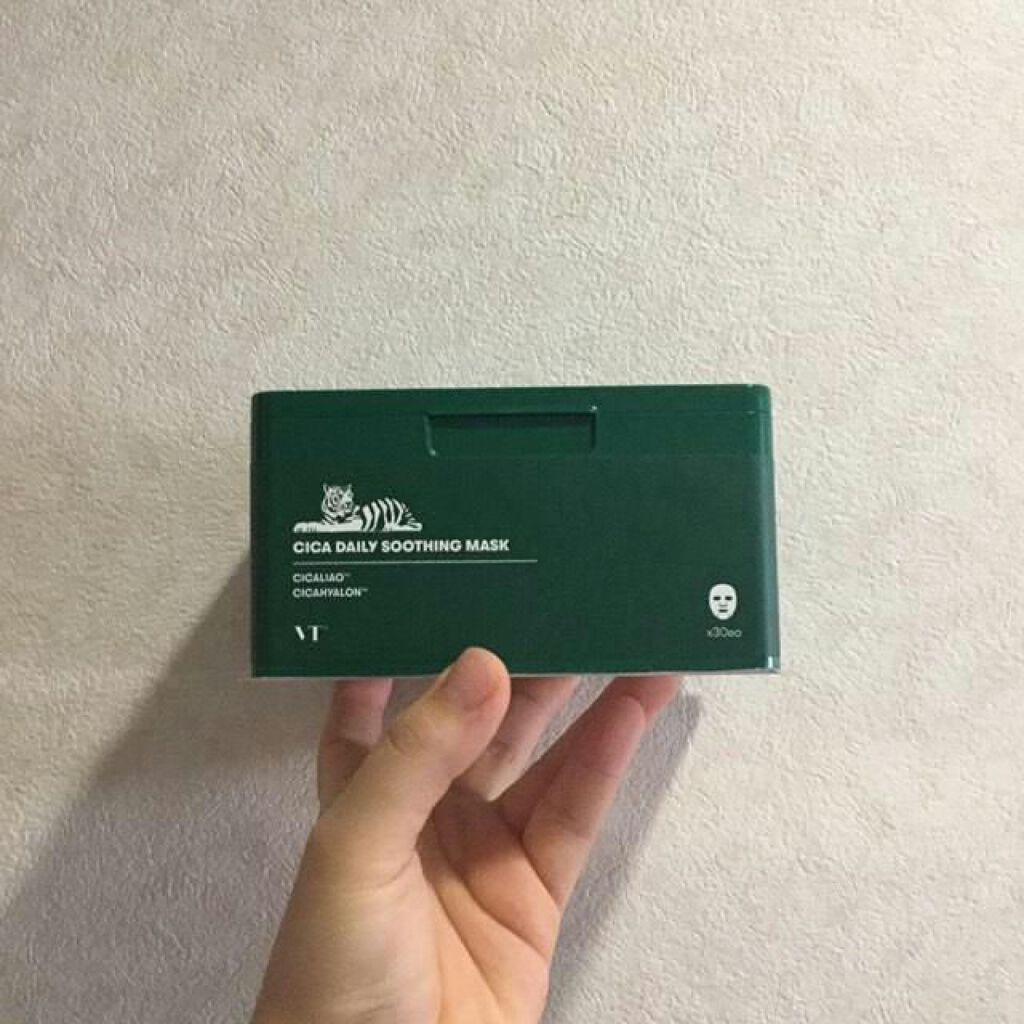 CICA DAILY SOOTHING MASK
CICALIAO™
CICAHYALON™
VT
x30ea